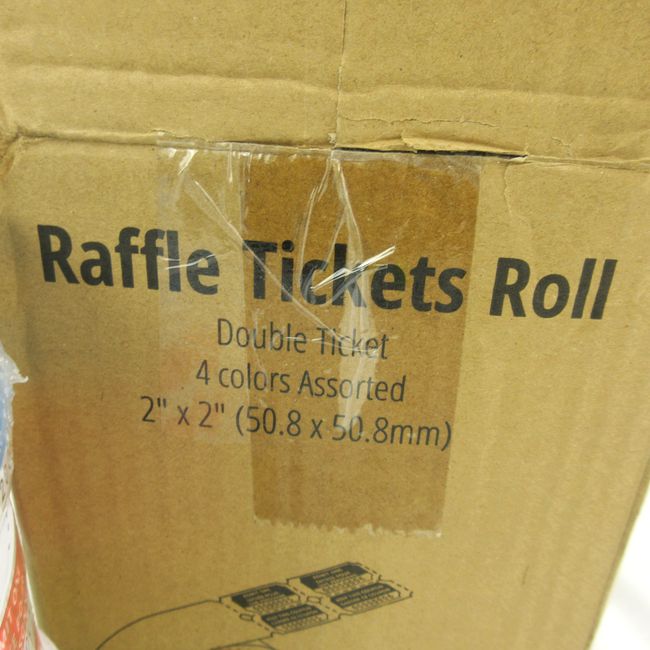 Raffle Tickets Roll
Double Ticket
4 colors Assorted
2" x 2" (50.8 x 50.8mm)